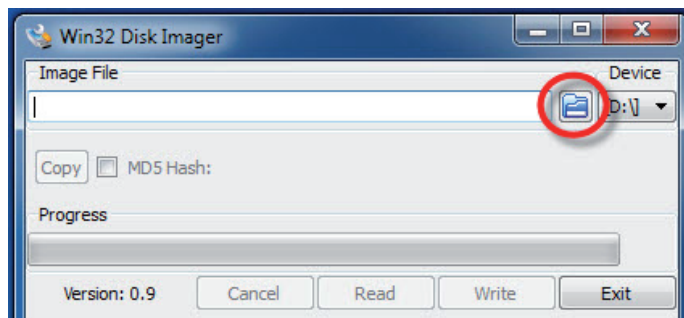 Win32 Disk Imager
Image File
Device
[D:\]
Copy
MD5 Hash:
Progress
Version: 0.9
Cancel
Read
Write
Exit